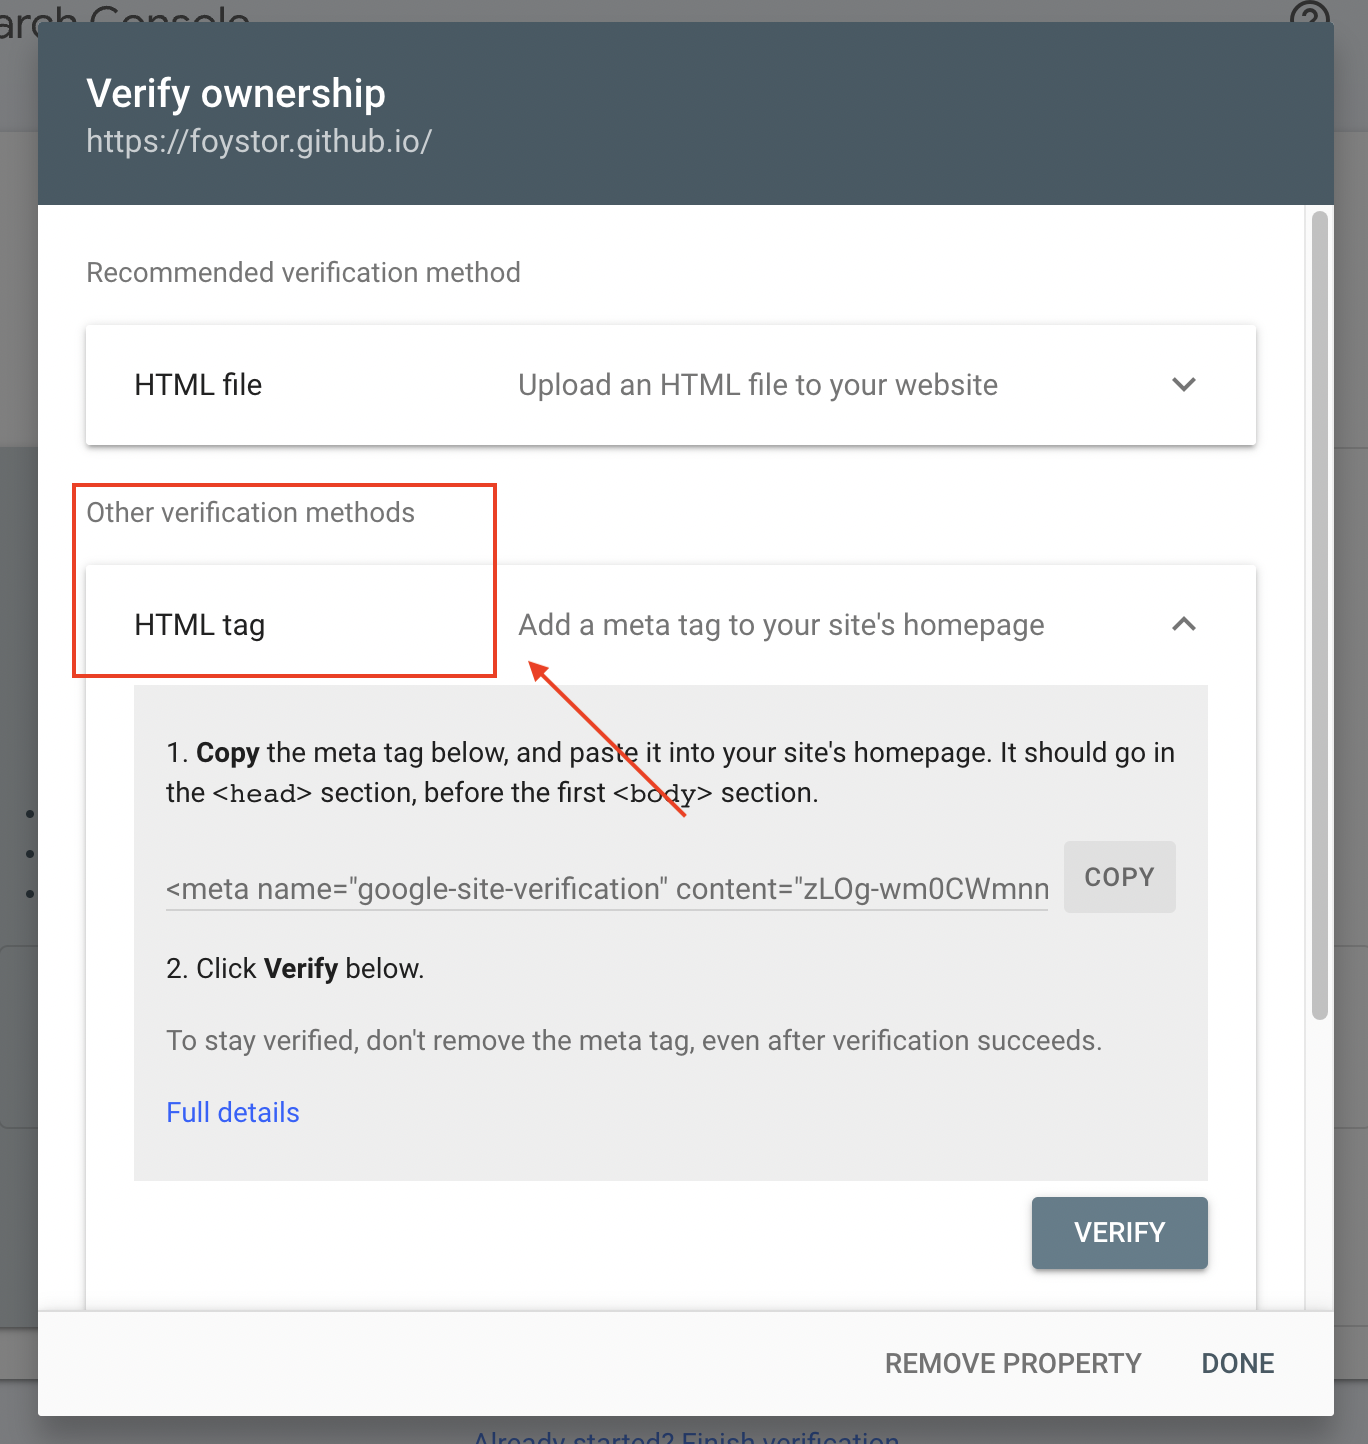 Search Console
Verify ownership
https://foystor.github.io/
Recommended verification method
HTML file
Upload an HTML file to your website
Other verification methods
HTML tag
Add a meta tag to your site's homepage
1. Copy the meta tag below, and paste it into your site's homepage. It should go in
the <head> section, before the first <body> section.
<meta name="google-site-verification" content="zLOg-wm0CWmnn
COPY
2. Click Verify below.
To stay verified, don't remove the meta tag, even after verification succeeds.
Full details
VERIFY
REMOVE PROPERTY
DONE
Already started? Finish verification